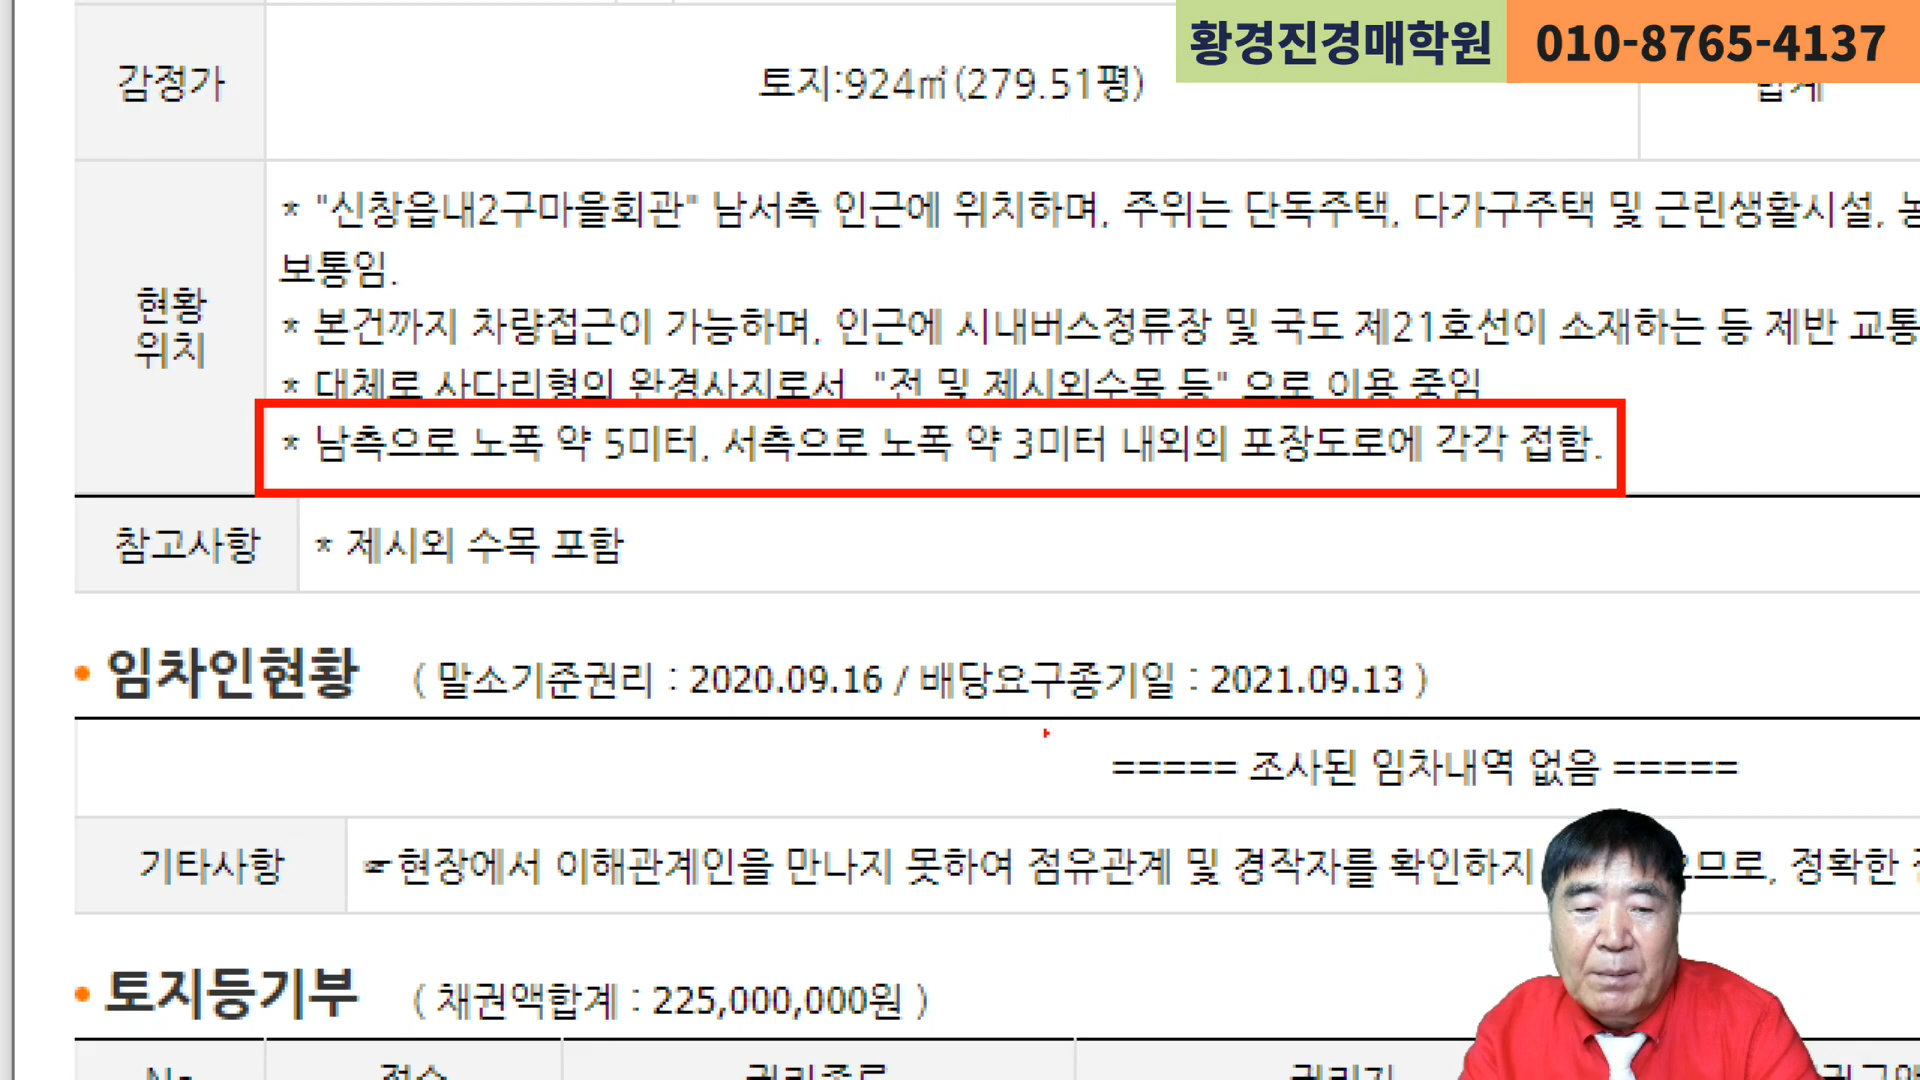 황경진경매학원 010-8765-4137
감정가 토지:924㎡(279.51평) 합계
* "신창읍내2구마을회관" 남서측 인근에 위치하며, 주위는 단독주택, 다가구주택 및 근린생활시설,
보통임.
현황
위치
* 본건까지 차량접근이 가능하며, 인근에 시내버스정류장 및 국도 제21호선이 소재하는 등 제반 교통
* 대체로 사다리형의 완경사지로서, "전 및 제시외수목 등" 으로 이용 중임
* 남측으로 노폭 약 5미터, 서측으로 노폭 약 3미터 내외의 포장도로에 각각 접함.
참고사항 * 제시외 수목 포함
• 임차인현황 ( 말소기준권리 : 2020.09.16 / 배당요구종기일 : 2021.09.13 )
===== 조사된 임차내역 없음 =====
기타사항 ☞현장에서 이해관계인을 만나지 못하여 점유관계 및 경작자를 확인하지 으므로, 정확한
• 토지등기부 ( 채권액합계 : 225,000,000원 )
No 접수 권리종류 권리자